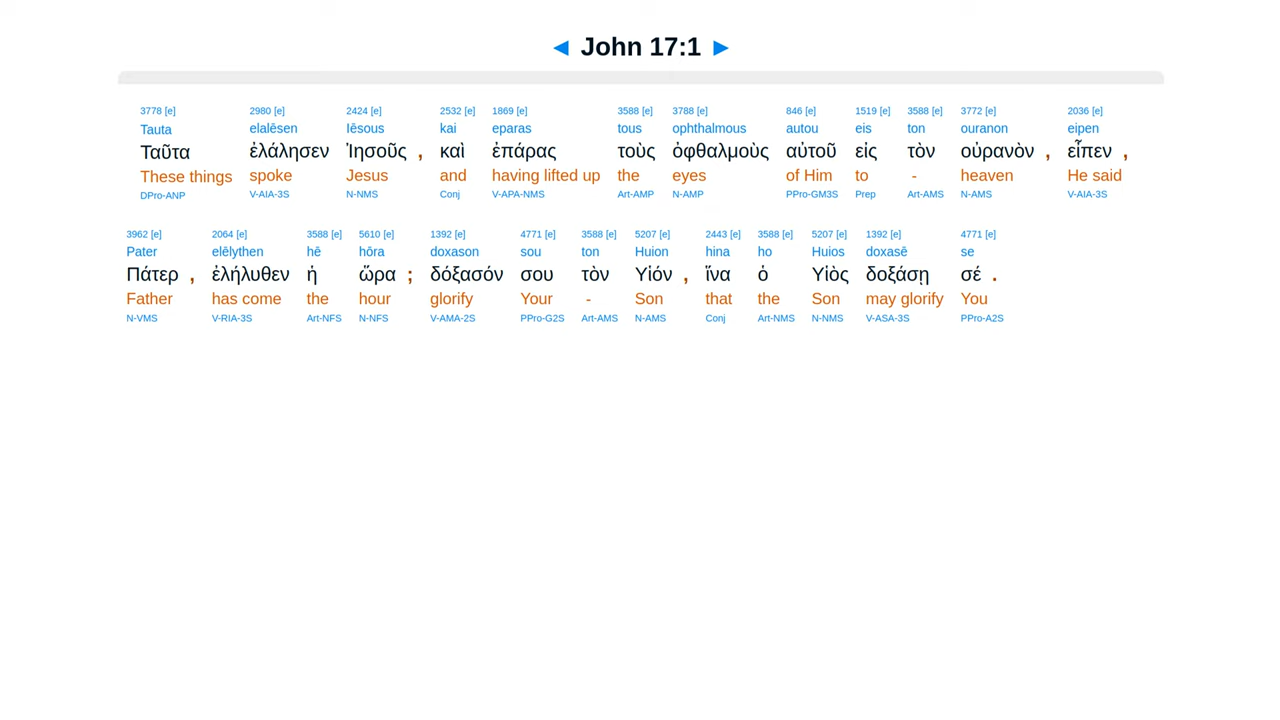 ◄ John 17:1 ►
3778 [e] 2980 [e] 2424 [e] 2532 [e] 1869 [e] 3588 [e] 3788 [e] 846 [e] 1519 [e] 3588 [e] 3772 [e] 2036 [e]
Tauta elalēsen Iēsous kai eparas tous ophthalmous autou eis ton ouranon eipen
Ταῦτα ἐλάλησεν Ἰησοῦς , καὶ ἐπάρας τοὺς ὀφθαλμοὺς αὐτοῦ εἰς τὸν οὐρανὸν , εἶπεν ,
These things spoke Jesus and having lifted up the eyes of Him to - heaven He said
DPro-ANP V-AIA-3S N-NMS Conj V-APA-NMS Art-AMP N-AMP PPro-GM3S Prep Art-AMS N-AMS V-AIA-3S
3962 [e] 2064 [e] 3588 [e] 5610 [e] 1392 [e] 4771 [e] 3588 [e] 5207 [e] 2443 [e] 3588 [e] 5207 [e] 1392 [e] 4771 [e]
Pater elēlythen hē hōra doxason sou ton Huion hina ho Huios doxasē se
Πάτερ , ἐλήλυθεν ἡ ὥρα ; δόξασόν σου τὸν Υἱόν , ἵνα ὁ Υἱὸς δοξάσῃ σέ .
Father has come the hour glorify Your - Son that the Son may glorify You
N-VMS V-RIA-3S Art-NFS N-NFS V-AMA-2S PPro-G2S Art-AMS N-AMS Conj Art-NMS N-NMS V-ASA-3S PPro-A2S